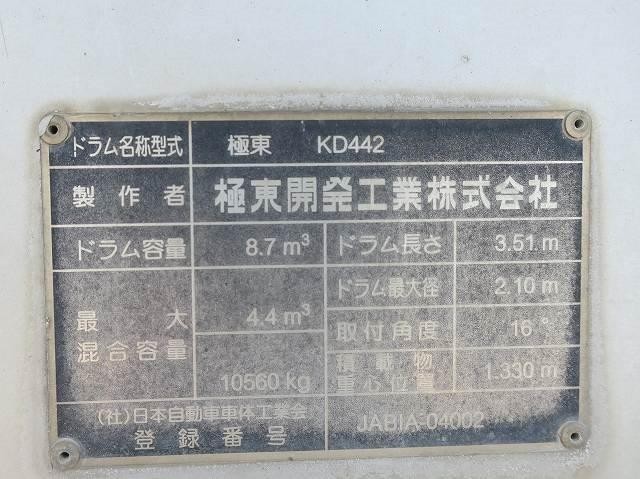 ドラム名称型式 極東 KD442
製作者 極東開発工業株式会社
ドラム容量 8.7 m³ ドラム長さ 3.51 m
最大混合容量 4.4 m³ ドラム最大径 2.10 m
取付角度 16°
10560 kg 積載物重心位置 1.330 m
(社)日本自動車車体工業会
登録番号 JABIA-04002